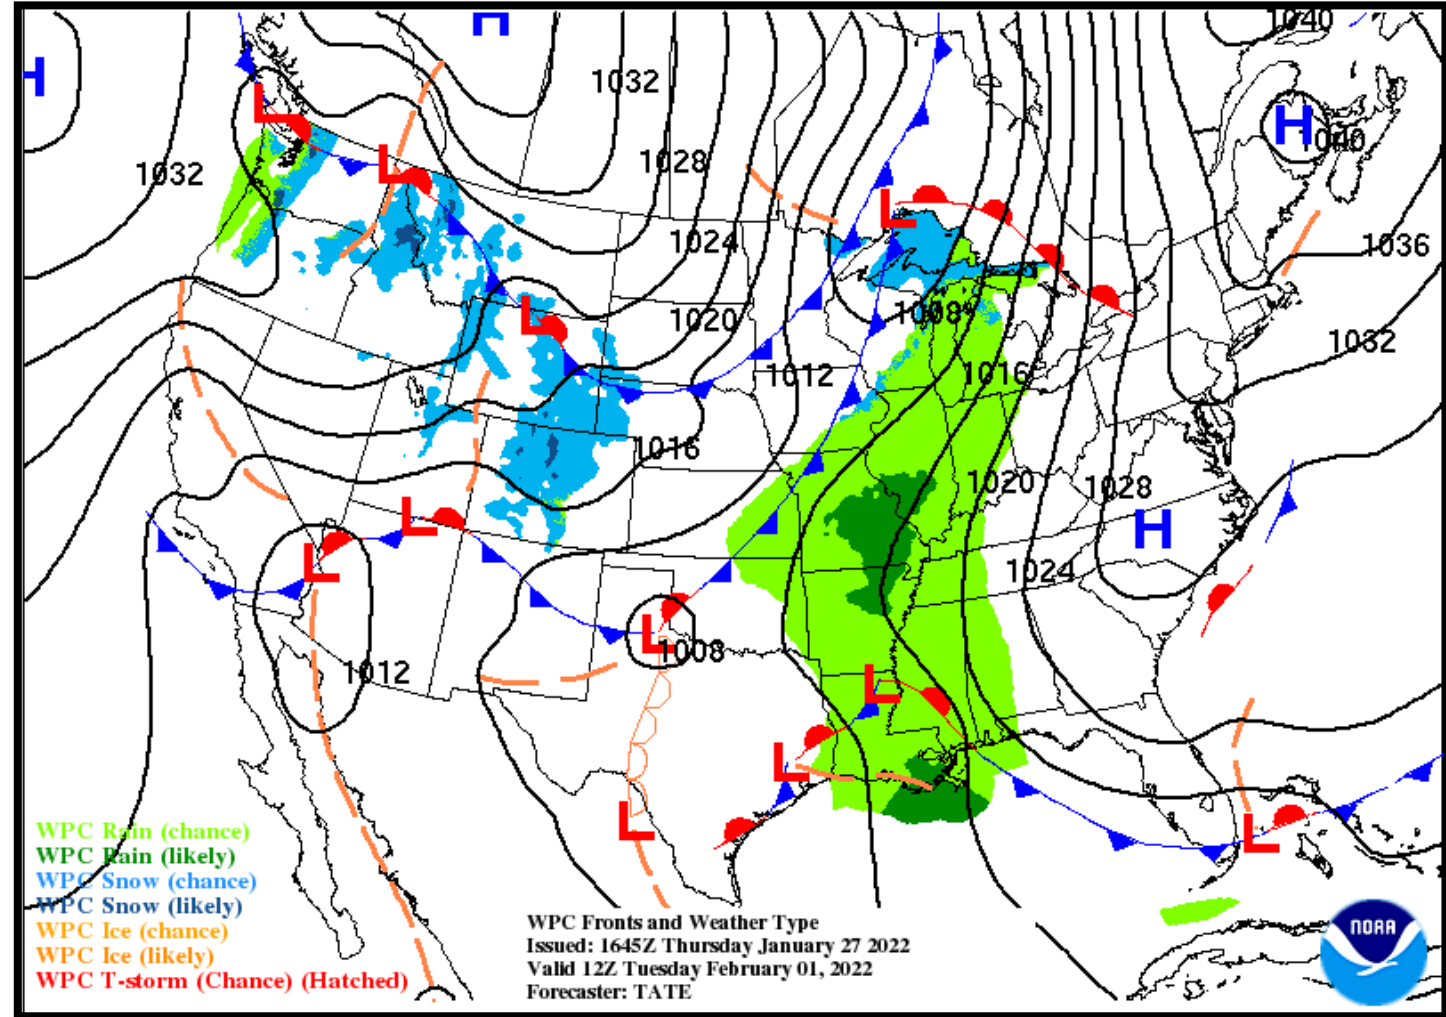 H
1040
H
1032
L
H
1000
1028
L
1032
L
1024
1036
L
1008
1020
1032
1012
1016
1016
1020
1028
L
H
L
1024
L
1008
1012
L
L
L
L
WPC Rain (chance)
WPC Rain (likely)
WPC Snow (chance)
WPC Snow (likely)
WPC Ice (chance)
WPC Ice (likely)
WPC T-storm (Chance) (Hatched)
WPC Fronts and Weather Type
Issued: 1645Z Thursday January 27 2022
Valid 12Z Tuesday February 01, 2022
Forecaster: TATE
NOAA